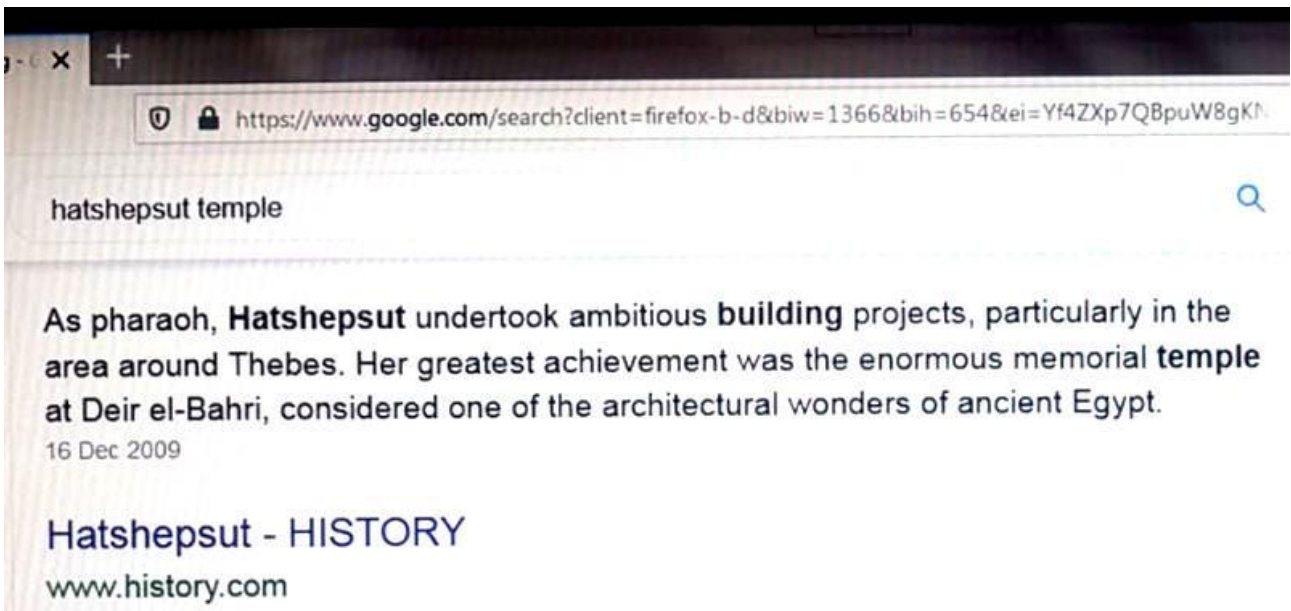 https://www.google.com/search?client=firefox-b-d&biw=1366&bih=654&ei=Yf4ZXp7QBpuW8gKN
hatshepsut temple
As pharaoh, Hatshepsut undertook ambitious building projects, particularly in the
area around Thebes. Her greatest achievement was the enormous memorial temple
at Deir el-Bahri, considered one of the architectural wonders of ancient Egypt.
16 Dec 2009
Hatshepsut - HISTORY
www.history.com